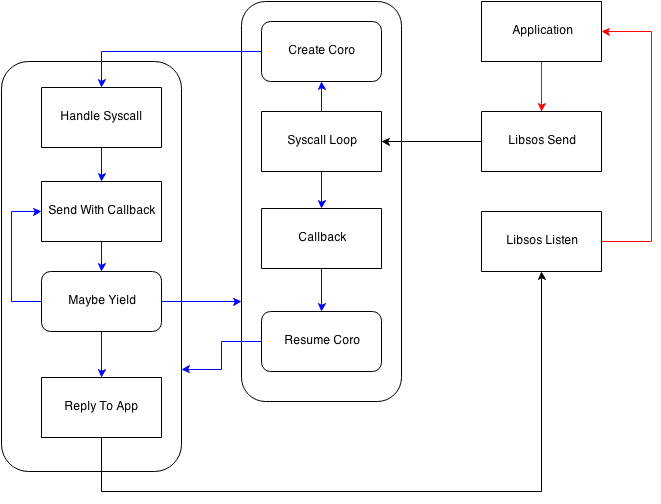 Create Coro
Application
Handle Syscall
Syscall Loop
Libsos Send
Send With Callback
Callback
Libsos Listen
Maybe Yield
Resume Coro
Reply To App